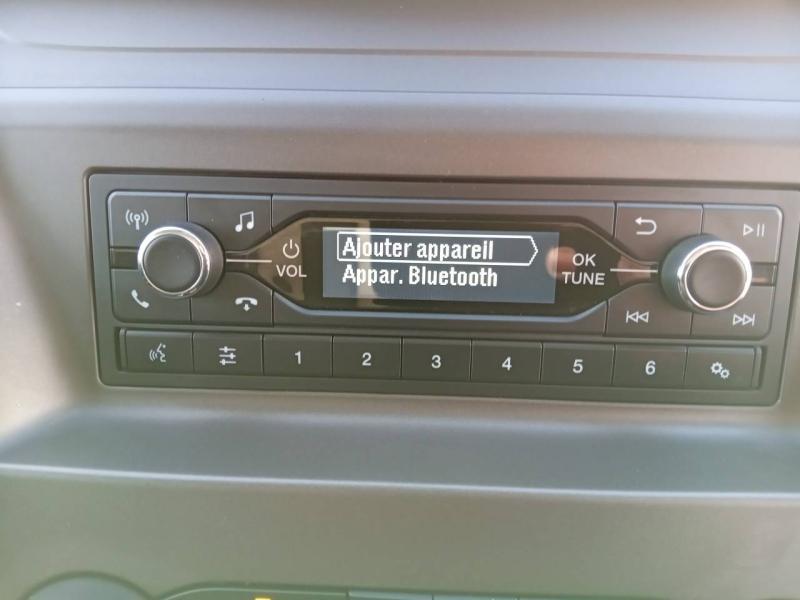 Ajouter appareil
Appar. Bluetooth
VOL
OK
TUNE
1 2 3 4 5 6